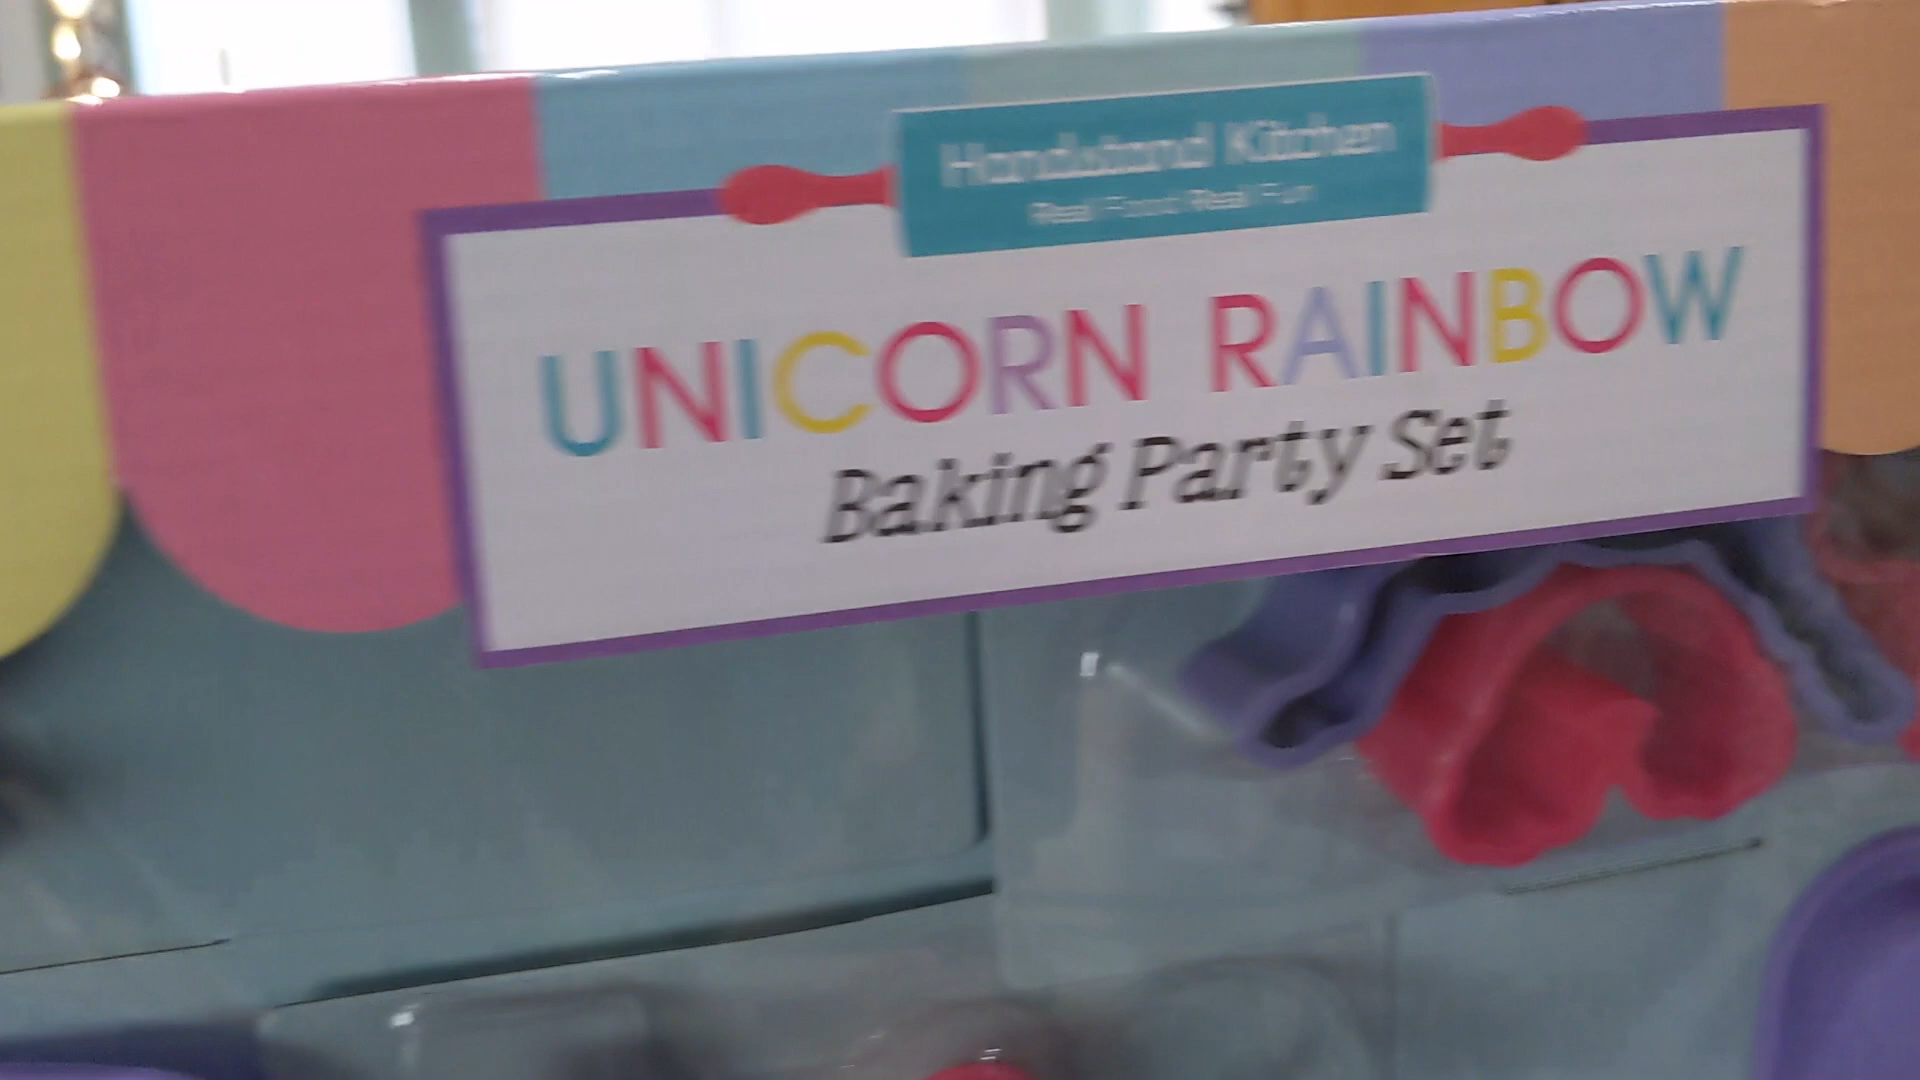 Handstand Kitchen
Real Food Real Fun
UNICORN RAINBOW
Baking Party Set